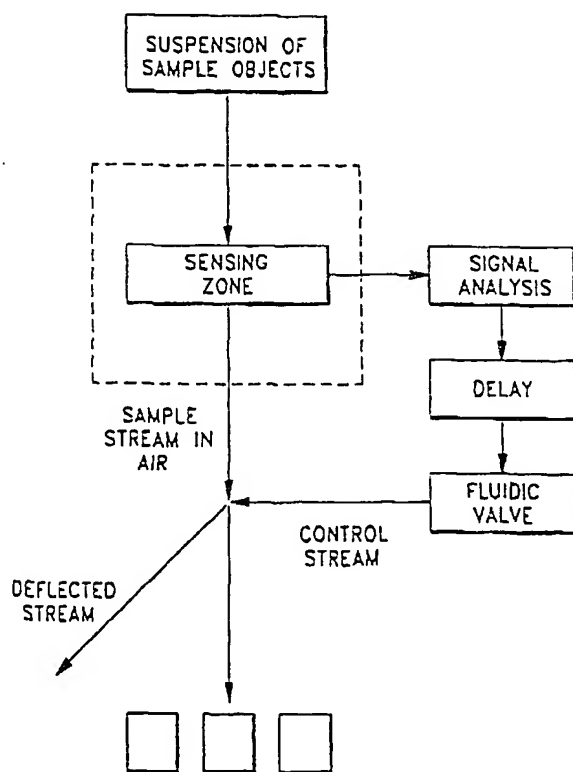 SUSPENSION OF
SAMPLE OBJECTS
SENSING
ZONE
SIGNAL
ANALYSIS
DELAY
SAMPLE
STREAM IN
AIR
FLUIDIC
VALVE
CONTROL
STREAM
DEFLECTED
STREAM